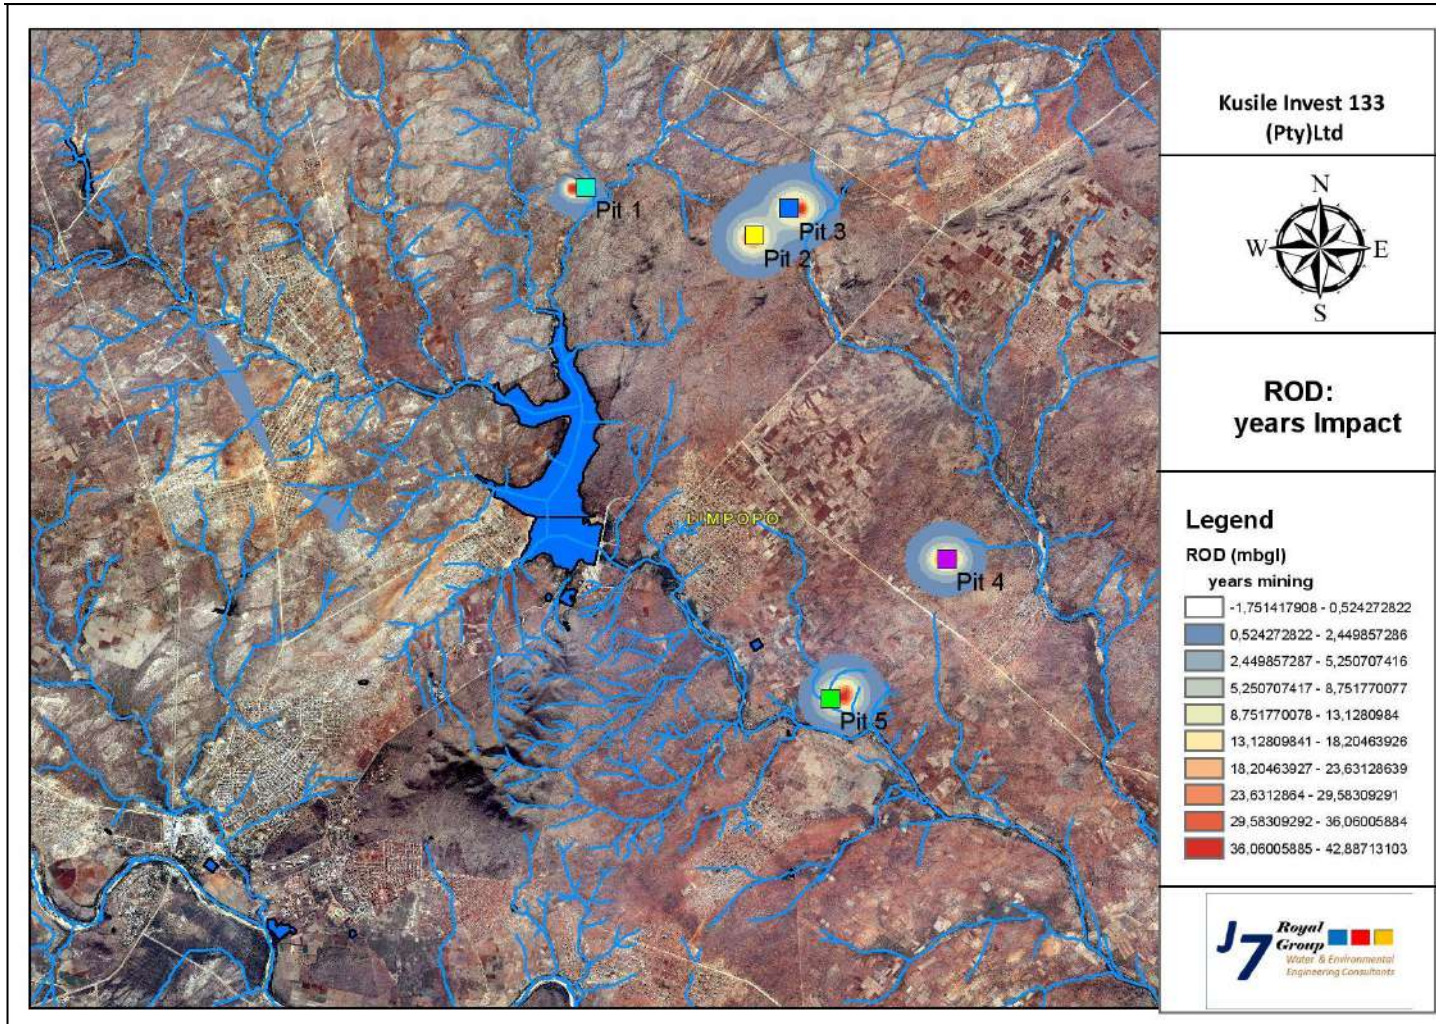 Pit 1
Pit 3
Pit 2
LIMPOPO
Pit 4
Pit 5
Kusile Invest 133
(Pty)Ltd
N
W E
S
ROD:
years Impact
Legend
ROD (mbgl)
years mining
-1,751417908 - 0,524272822
0,524272822 - 2,449857286
2,449857287 - 5,250707416
5,250707417 - 8,751770077
8,751770078 - 13,1280984
13,12809841 - 18,20463926
18,20463927 - 23,63128639
23,6312864 - 29,58309291
29,58309292 - 36,06005884
36,06005885 - 42,88713103
J7 Royal
Group
Water & Environmental
Engineering Consultants